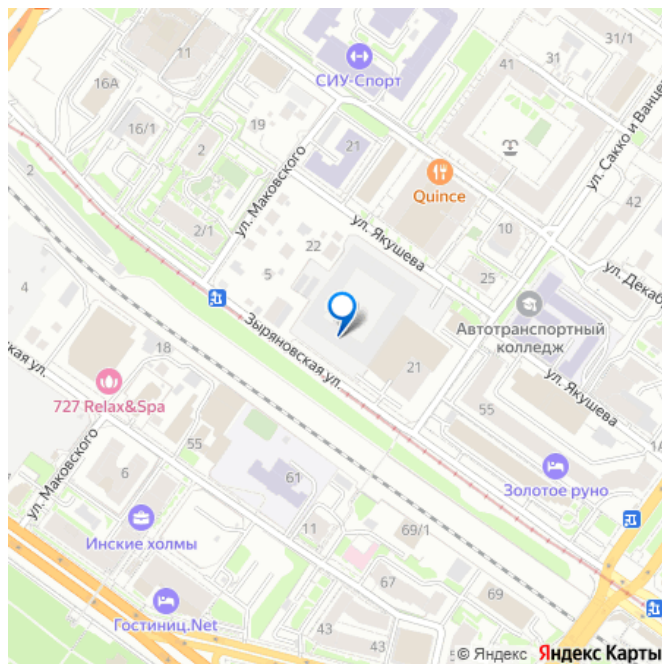 11
31
31/1
16А
СИУ-Спорт
41
ул. Сакко и Ванце
16/1
19
2
21
2
ул. Маковского
Quince
42
2/1
22
ул. Якушева
10
5
25
ул. Декаб
4
Автотранспортный
колледж
Зыряновская ул.
ская ул.
18
21
ул. Якушева
727 Relax&Spa
55
1А
ул. Маковского
55
6
61
Золотое руно
Инские холмы
11
69/1
67
69
Гостиниц.Net
43
43
5
© Яндекс Яндекс Карты